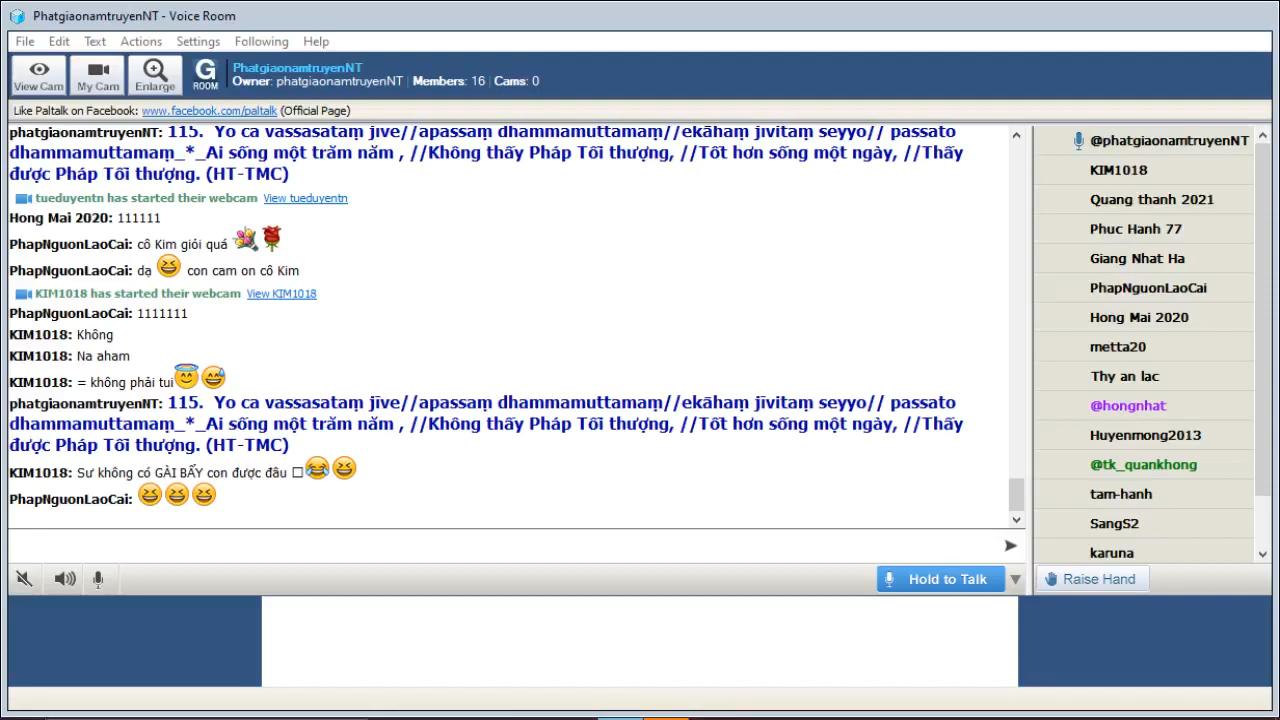 PhatgiaonamtruyenNT - Voice Room
File Edit Text Actions Settings Following Help
View Cam My Cam Enlarge G ROOM
PhatgiaonamtruyenNT
Owner: phatgiaonamtruyenNT | Members: 16 | Cams: 0
Like Paltalk on Facebook: www.facebook.com/paltalk (Official Page)
phatgiaonamtruyenNT: 115. Yo ca vassasataṃ jīve//apassaṃ dhammamuttamaṃ//ekāhaṃ jīvitaṃ seyyo// passato
dhammamuttamaṃ_*_Ai sống một trăm năm , //Không thấy Pháp Tối thượng, //Tốt hơn sống một ngày, //Thấy
được Pháp Tối thượng. (HT-TMC)
tueduyentn has started their webcam View tueduyentn
Hong Mai 2020: 111111
PhapNguonLaoCai: cô Kim giỏi quá
PhapNguonLaoCai: dạ con cam on cô Kim
KIM1018 has started their webcam View KIM1018
PhapNguonLaoCai: 1111111
KIM1018: Không
KIM1018: Na aham
KIM1018: = không phải tui
phatgiaonamtruyenNT: 115. Yo ca vassasataṃ jīve//apassaṃ dhammamuttamaṃ//ekāhaṃ jīvitaṃ seyyo// passato
dhammamuttamaṃ_*_Ai sống một trăm năm , //Không thấy Pháp Tối thượng, //Tốt hơn sống một ngày, //Thấy
được Pháp Tối thượng. (HT-TMC)
KIM1018: Sư không có GÀI BẪY con được đâu
PhapNguonLaoCai:
@phatgiaonamtruyenNT
KIM1018
Quang thanh 2021
Phuc Hanh 77
Giang Nhat Ha
PhapNguonLaoCai
Hong Mai 2020
metta20
Thy an lac
@hongnhat
Huyenmong2013
@tk_quankhong
tam-hanh
SangS2
karuna
Hold to Talk
Raise Hand